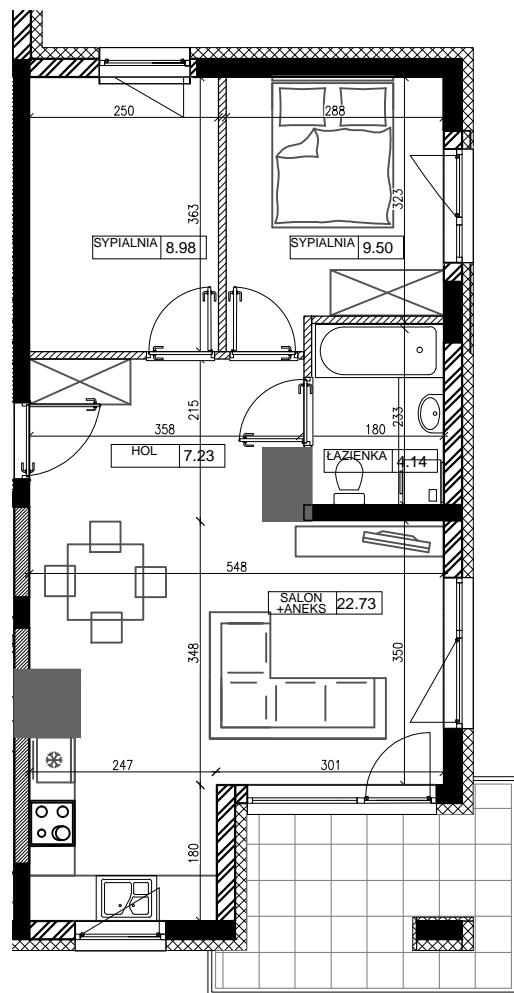 250
288
363
323
SYPIALNIA 8.98
SYPIALNIA 9.50
215
233
358
180
HOL 7.23
ŁAZIENKA 4.14
548
SALON
+ANEKS 22.73
348
350
247
301
180